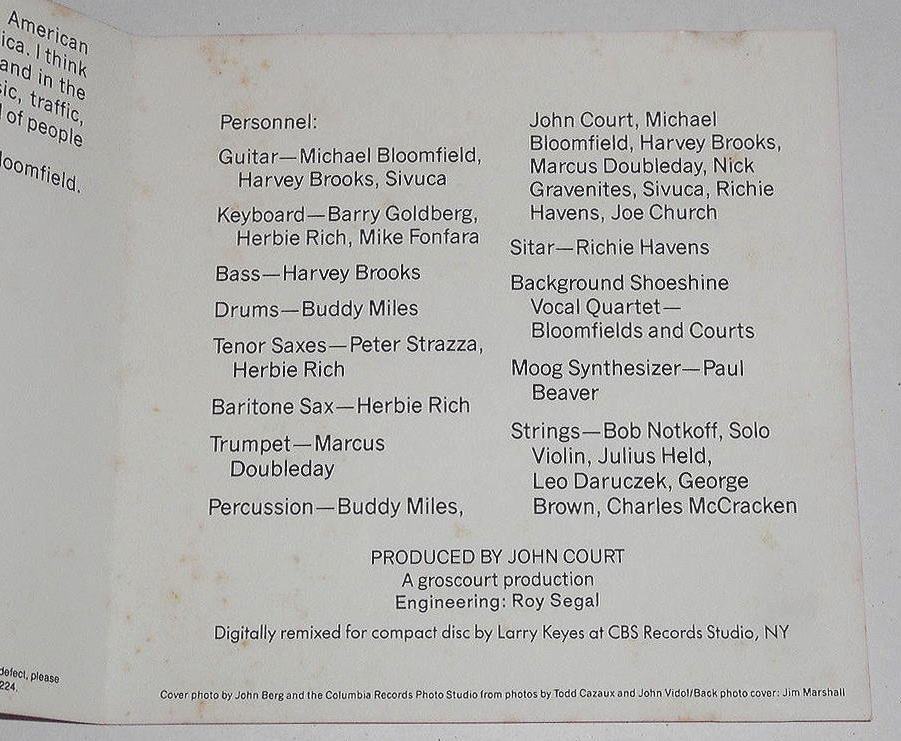 American
ica. I think
and in the
sic, traffic,
of people
loomfield.
defect, please
224.
Personnel:
Guitar—Michael Bloomfield,
Harvey Brooks, Sivuca
Keyboard—Barry Goldberg,
Herbie Rich, Mike Fonfara
Bass—Harvey Brooks
Drums—Buddy Miles
Tenor Saxes—Peter Strazza,
Herbie Rich
Baritone Sax—Herbie Rich
Trumpet—Marcus
Doubleday
Percussion—Buddy Miles,
John Court, Michael
Bloomfield, Harvey Brooks,
Marcus Doubleday, Nick
Gravenites, Sivuca, Richie
Havens, Joe Church
Sitar—Richie Havens
Background Shoeshine
Vocal Quartet—
Bloomfields and Courts
Moog Synthesizer—Paul
Beaver
Strings—Bob Notkoff, Solo
Violin, Julius Held,
Leo Daruczek, George
Brown, Charles McCracken
PRODUCED BY JOHN COURT
A groscourt production
Engineering: Roy Segal
Digitally remixed for compact disc by Larry Keyes at CBS Records Studio, NY
Cover photo by John Berg and the Columbia Records Photo Studio from photos by Todd Cazaux and John Vidol/Back photo cover: Jim Marshall